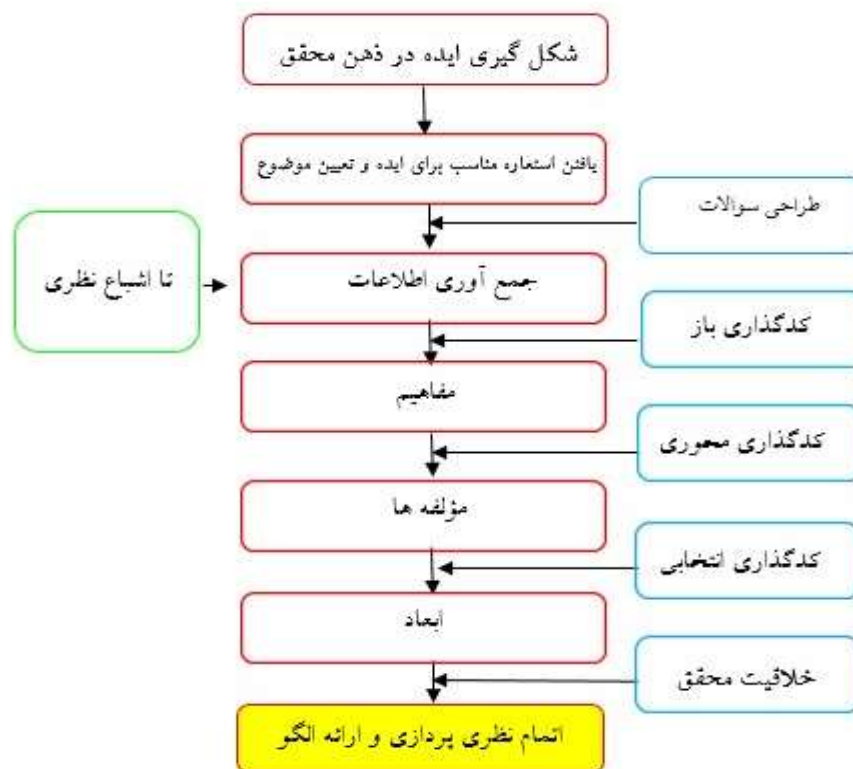 شکل گیری ایده در ذهن محقق
یافتن استعاره مناسب برای ایده و تعیین موضوع
طراحی سوالات
تا اشباع نظری
جمع آوری اطلاعات
کدگذاری باز
مفاهیم
کدگذاری محوری
مؤلفه ها
کدگذاری انتخابی
ابعاد
خلاقیت محقق
اتمام نظری پردازی و ارائه الگو